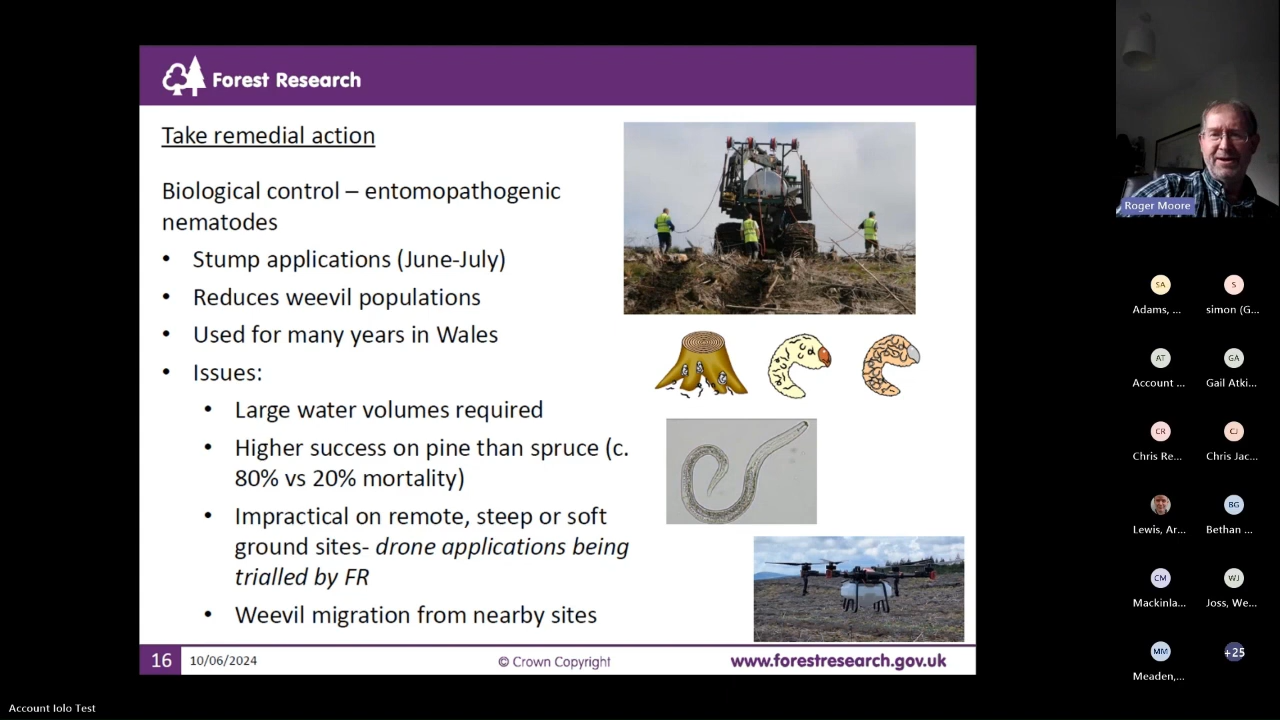 Forest Research
Take remedial action
Biological control – entomopathogenic
nematodes
• Stump applications (June-July)
• Reduces weevil populations
• Used for many years in Wales
• Issues:
• Large water volumes required
• Higher success on pine than spruce (c.
80% vs 20% mortality)
• Impractical on remote, steep or soft
ground sites- drone applications being
trialled by FR
• Weevil migration from nearby sites
16
10/06/2024
© Crown Copyright
www.forestresearch.gov.uk
Roger Moore
SA
S
Adams, ...
simon (G...
AT
GA
Account ...
Gail Atki...
CR
CJ
Chris Re...
Chris Jac...
BG
Lewis, Ar...
Bethan ...
CM
WJ
Mackinla...
Joss, We...
MM
+25
Meaden,...
Account Iolo Test